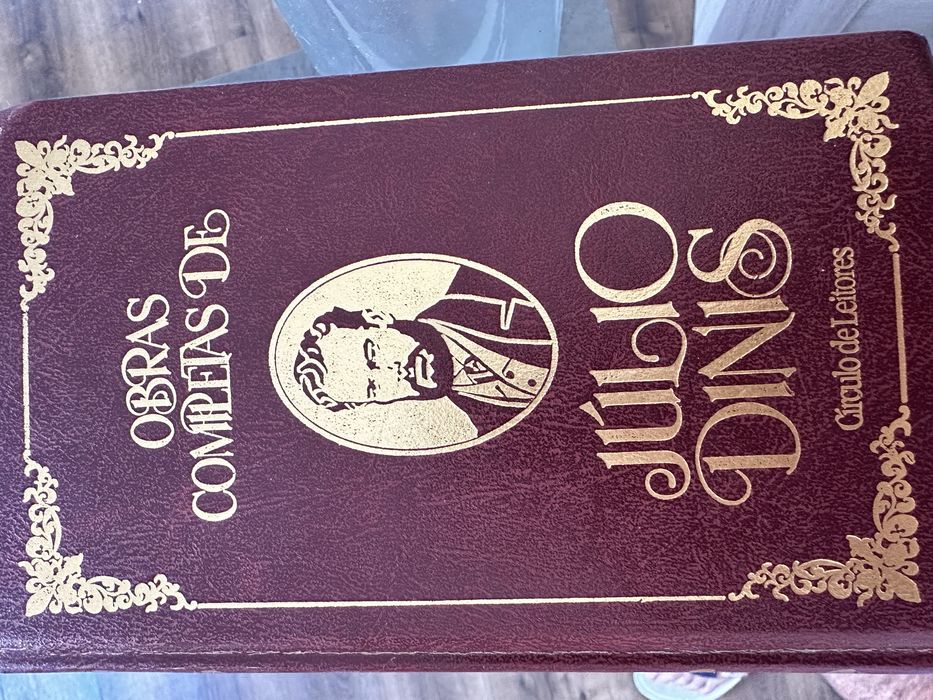 OBRAS
COMPLETAS DE
JÚLIO
DINIS
Círculo de Leitores